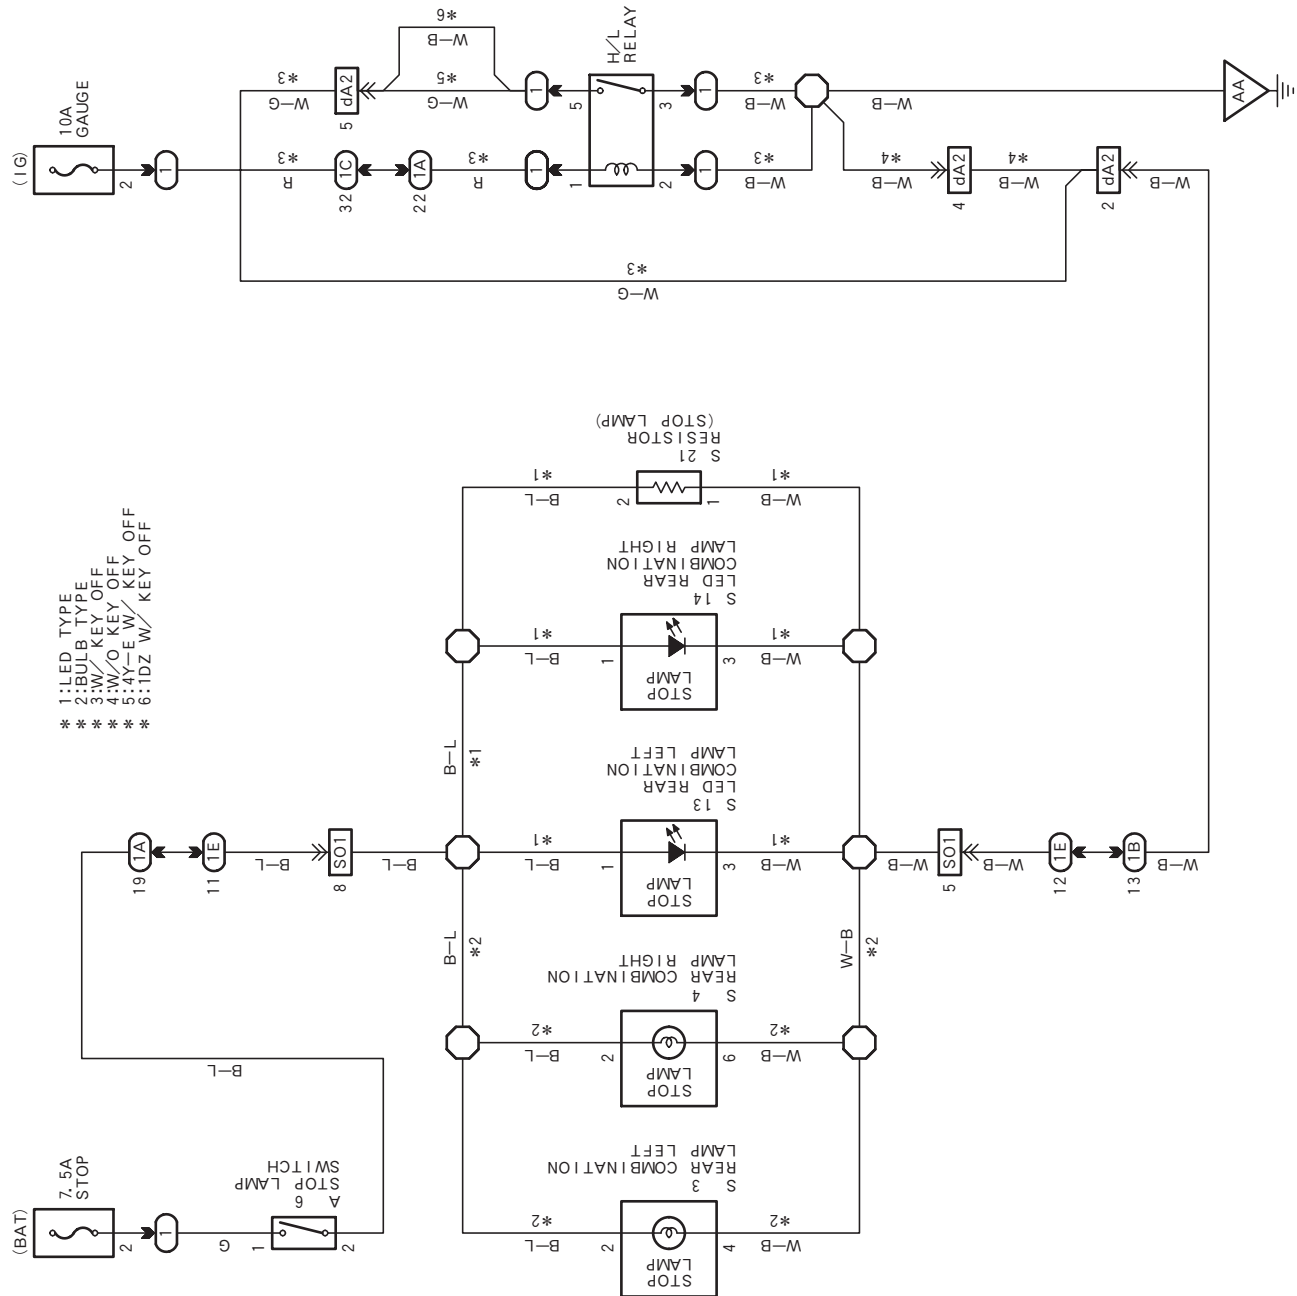 (BAT)
7.5A
STOP
2
1
G
1
2
A 6
STOP LAMP
SWITCH
B-L
19
1A
11
1E
B-L
8
SO1
B-L
* 1:LED TYPE
* 2:BULB TYPE
* 3:W/ KEY OFF
* 4:W/O KEY OFF
* 5:4Y-E W/ KEY OFF
* 6:1DZ W/ KEY OFF
(IG)
10A
GAUGE
2
1
R
*3
32
1C
22
1A
R
*3
1
1
2
1
W-B
*3
W-G
*3
5
dA2
W-G
*5
W-B
*6
1
5
3
1
H/L
RELAY
W-B
*3
W-B
AA
W-B
*4
4
dA2
W-B
*4
2
dA2
W-B
W-G
*3
B-L
*2
B-L
*1
B-L
*2
2
STOP
LAMP
4
S 3
REAR COMBINATION
LAMP LEFT
W-B
*2
B-L
*2
2
STOP
LAMP
6
S 4
REAR COMBINATION
LAMP RIGHT
W-B
*2
B-L
*1
1
STOP
LAMP
3
S 13
LED REAR
COMBINATION
LAMP LEFT
W-B
*1
B-L
*1
1
STOP
LAMP
3
S 14
LED REAR
COMBINATION
LAMP RIGHT
W-B
*1
B-L
*1
2
1
S 21
RESISTOR
(STOP LAMP)
W-B
*1
W-B
*2
W-B
5
SO1
W-B
12
1E
13
1B
W-B